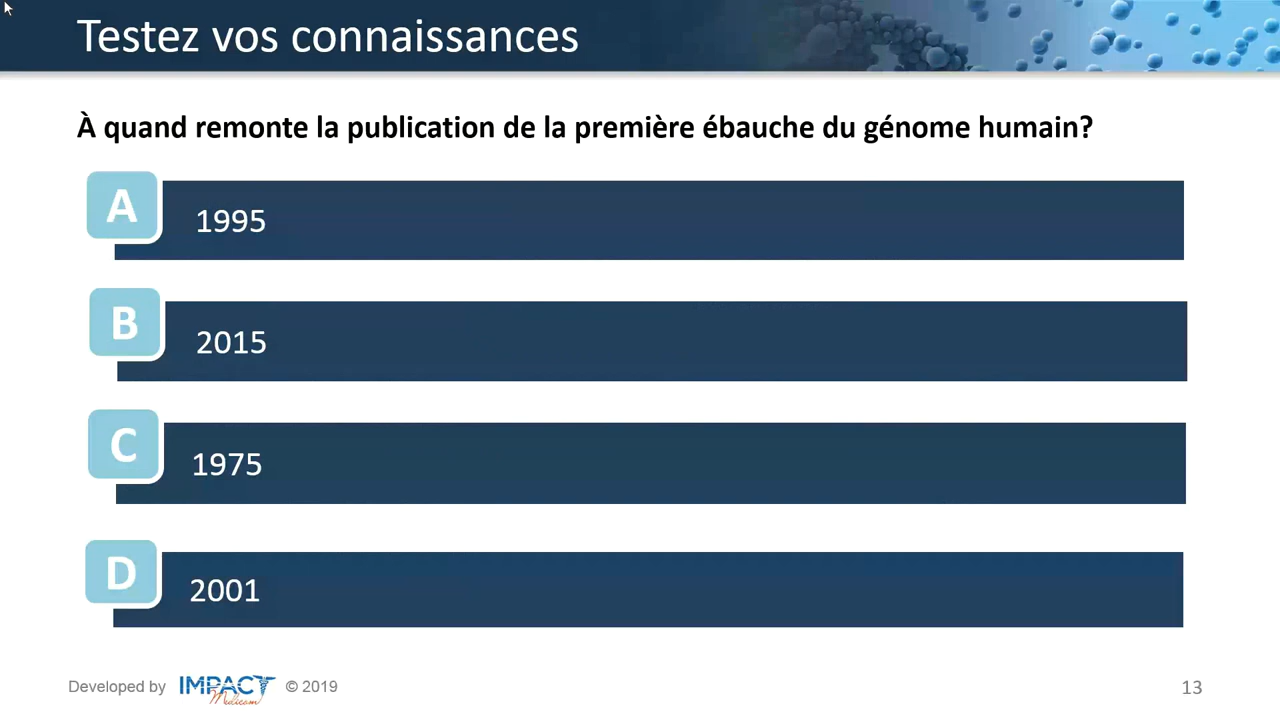 Testez vos connaissances
À quand remonte la publication de la première ébauche du génome humain?
A
1995
B
2015
C
1975
D
2001
Developed by IMPACT Medicom © 2019
13